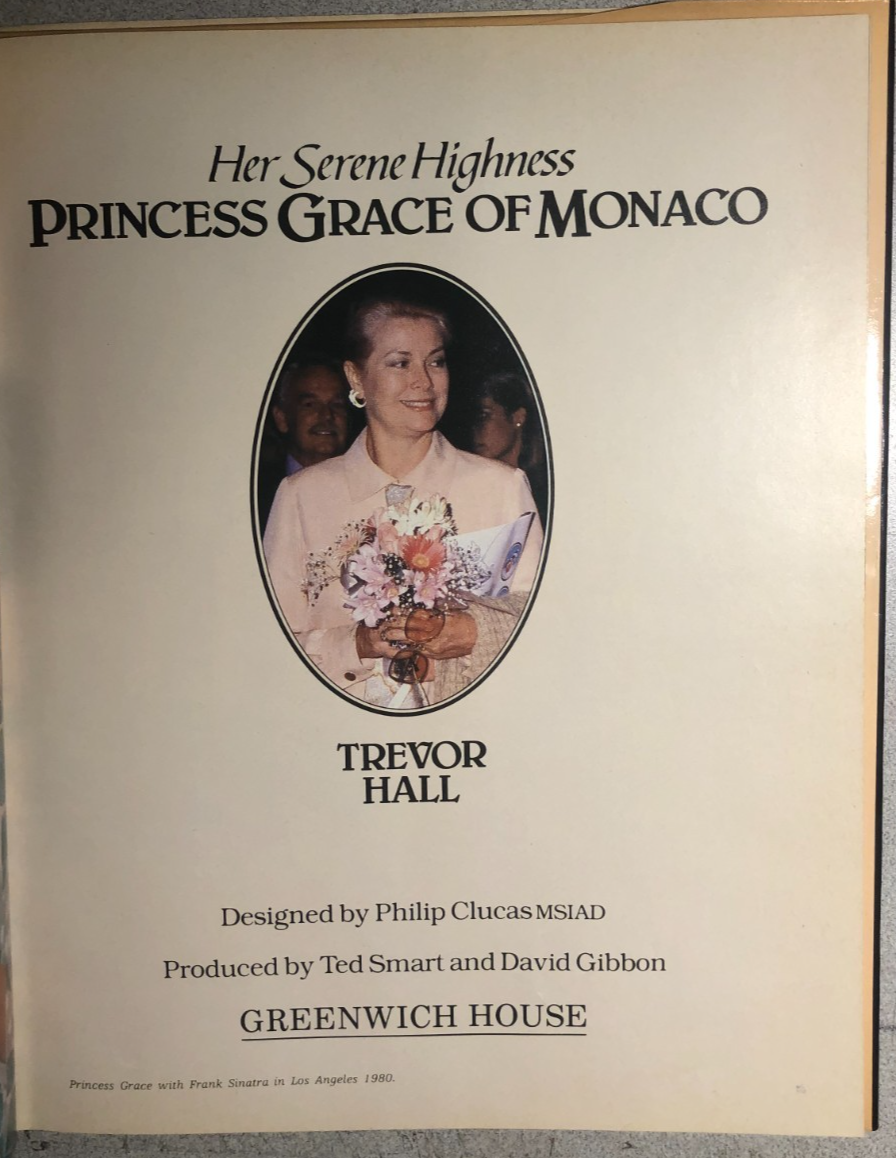 Her Serene Highness
PRINCESS GRACE OF MONACO
TREVOR
HALL
Designed by Philip Clucas MSIAD
Produced by Ted Smart and David Gibbon
GREENWICH HOUSE
Princess Grace with Frank Sinatra in Los Angeles 1980.